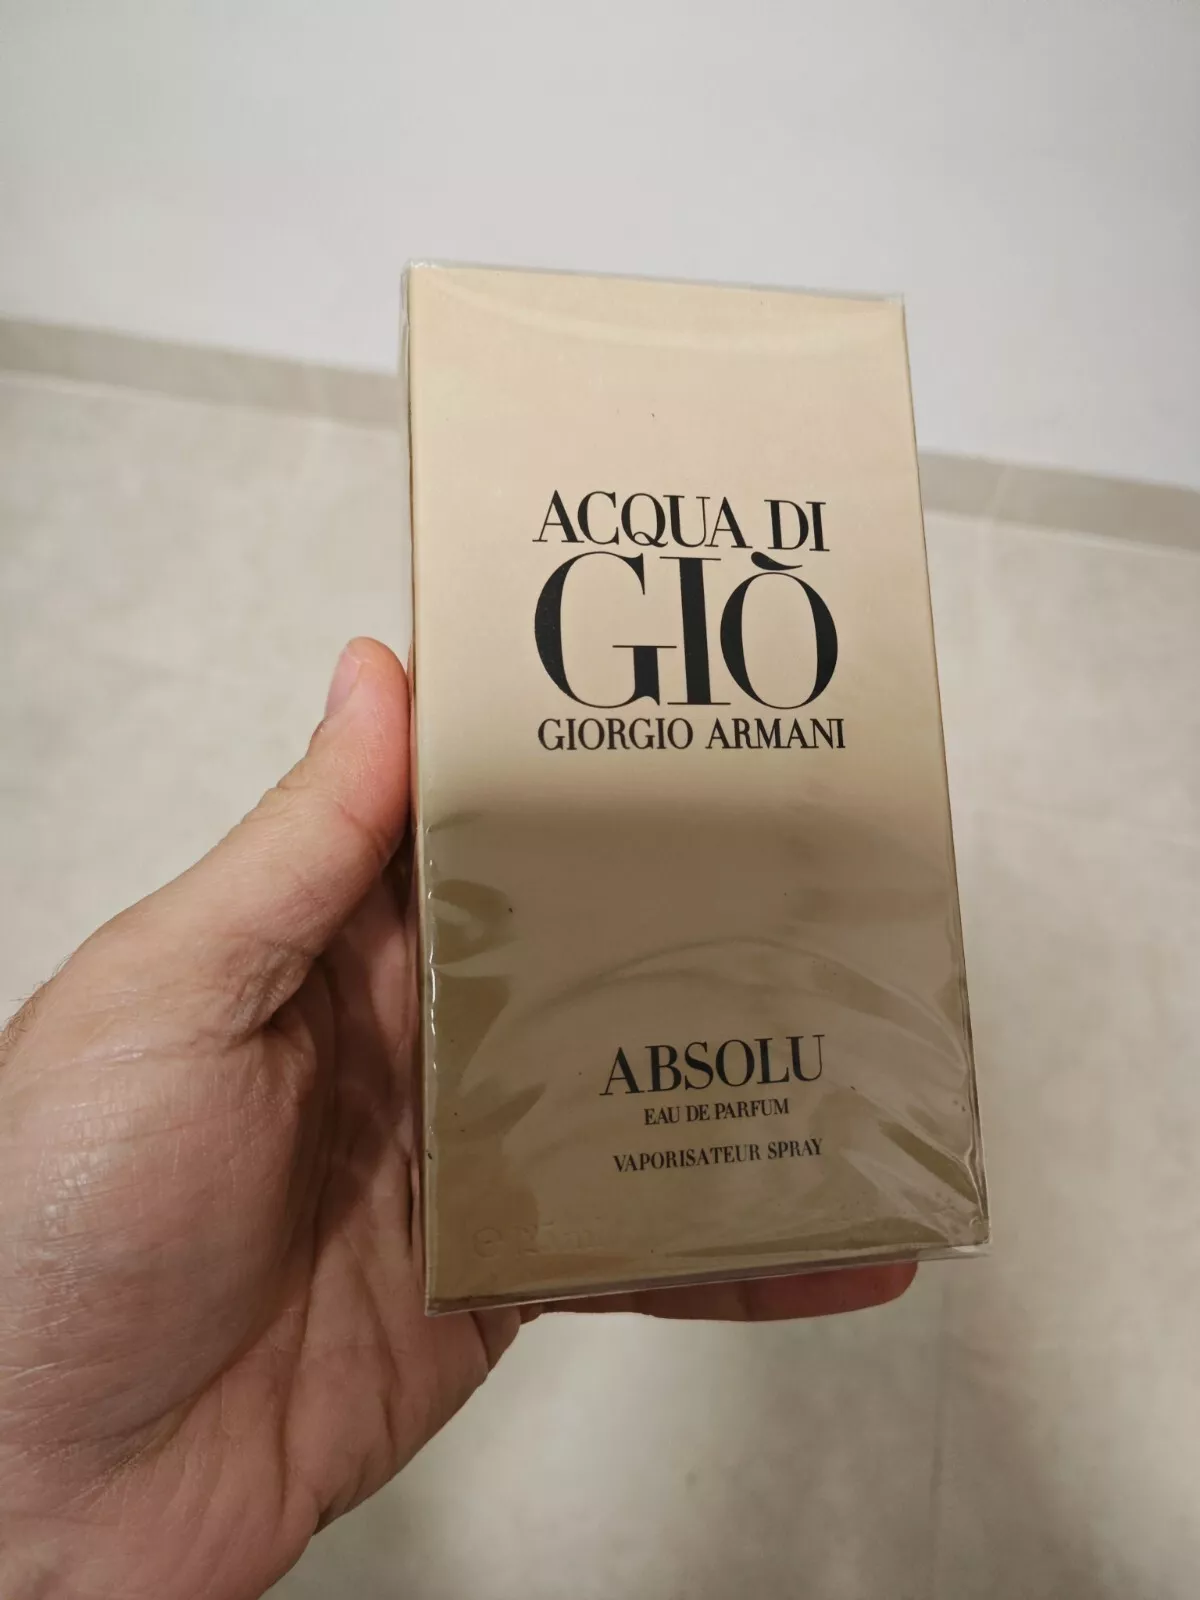 ACQUA DI
GIÒ
GIORGIO ARMANI
ABSOLU
EAU DE PARFUM
VAPORISATEUR SPRAY